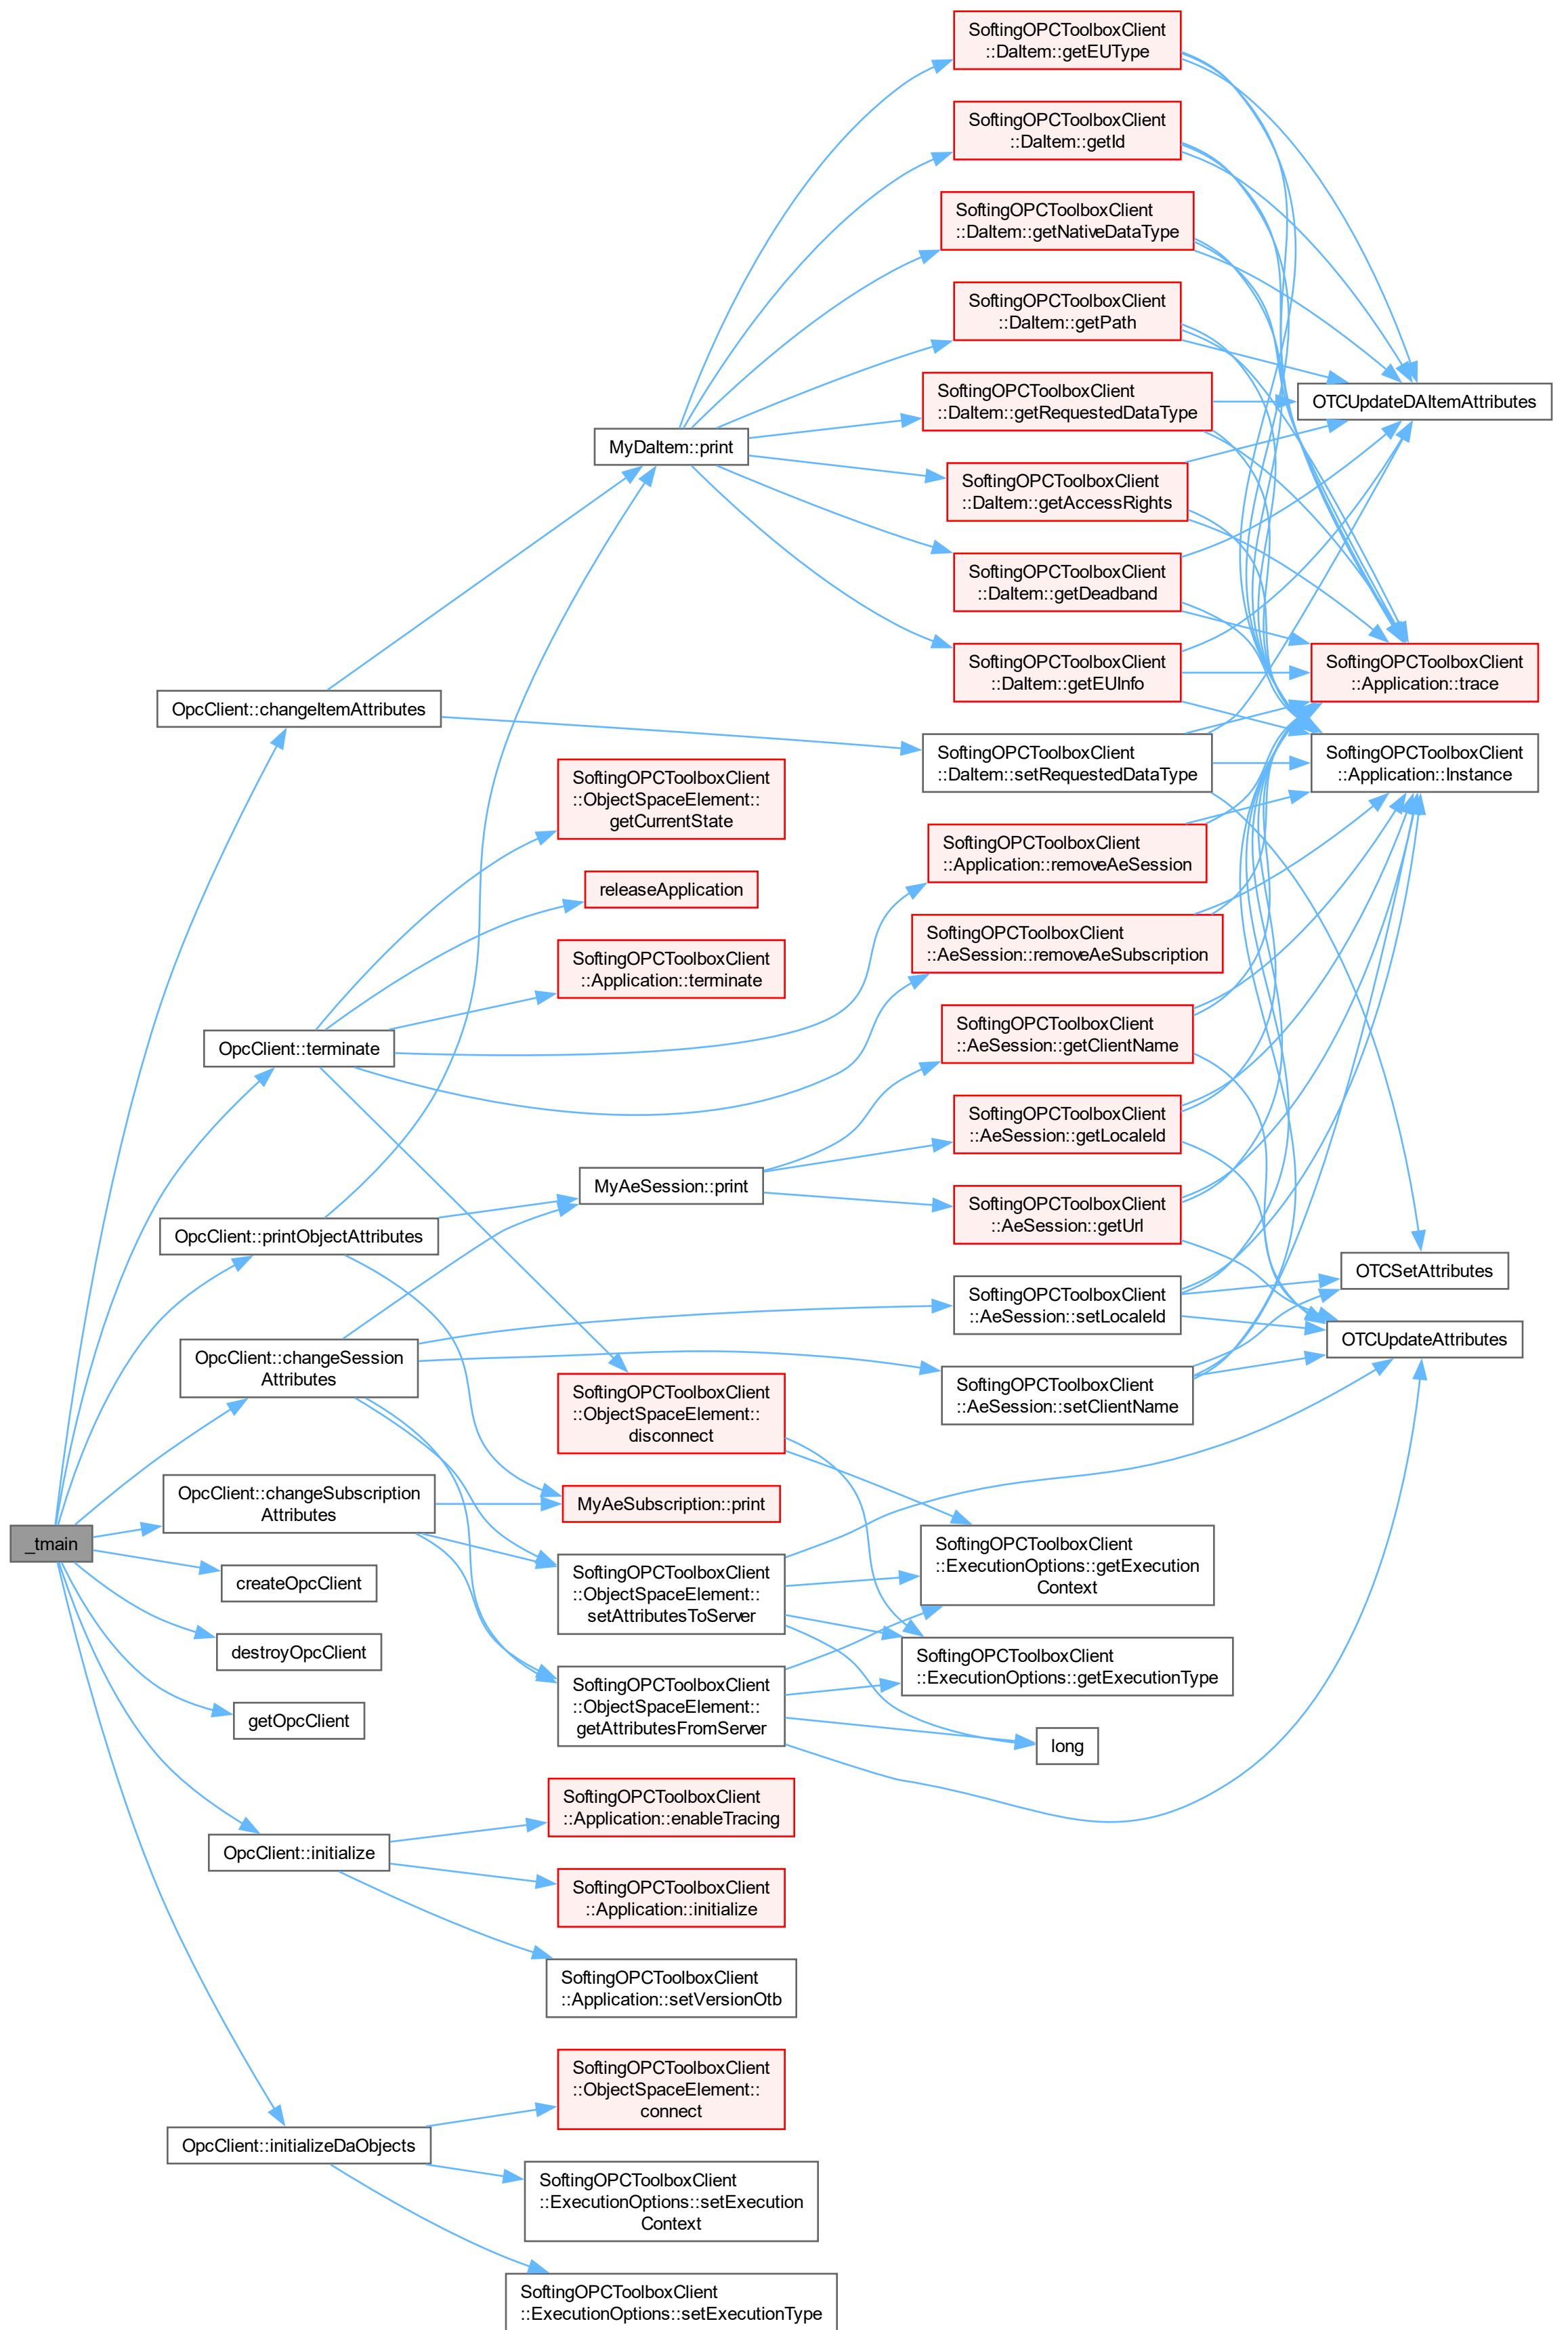 _tmain
OpcClient::changeItemAttributes
OpcClient::terminate
OpcClient::printObjectAttributes
OpcClient::changeSession
Attributes
OpcClient::changeSubscription
Attributes
createOpcClient
destroyOpcClient
getOpcClient
OpcClient::initialize
OpcClient::initializeDaObjects
MyDaItem::print
SoftingOPCToolboxClient
::ObjectSpaceElement::
getCurrentState
releaseApplication
SoftingOPCToolboxClient
::Application::terminate
MyAeSession::print
SoftingOPCToolboxClient
::ObjectSpaceElement::
disconnect
MyAeSubscription::print
SoftingOPCToolboxClient
::ObjectSpaceElement::
setAttributesToServer
SoftingOPCToolboxClient
::ObjectSpaceElement::
getAttributesFromServer
SoftingOPCToolboxClient
::Application::enableTracing
SoftingOPCToolboxClient
::Application::initialize
SoftingOPCToolboxClient
::Application::setVersionOtb
SoftingOPCToolboxClient
::ObjectSpaceElement::
connect
SoftingOPCToolboxClient
::ExecutionOptions::setExecution
Context
SoftingOPCToolboxClient
::ExecutionOptions::setExecutionType
SoftingOPCToolboxClient
::DaItem::getEUType
SoftingOPCToolboxClient
::DaItem::getId
SoftingOPCToolboxClient
::DaItem::getNativeDataType
SoftingOPCToolboxClient
::DaItem::getPath
SoftingOPCToolboxClient
::DaItem::getRequestedDataType
SoftingOPCToolboxClient
::DaItem::getAccessRights
SoftingOPCToolboxClient
::DaItem::getDeadband
SoftingOPCToolboxClient
::DaItem::getEUInfo
SoftingOPCToolboxClient
::DaItem::setRequestedDataType
SoftingOPCToolboxClient
::Application::removeAeSession
SoftingOPCToolboxClient
::AeSession::removeAeSubscription
SoftingOPCToolboxClient
::AeSession::getClientName
SoftingOPCToolboxClient
::AeSession::getLocaleId
SoftingOPCToolboxClient
::AeSession::getUrl
SoftingOPCToolboxClient
::AeSession::setLocaleId
SoftingOPCToolboxClient
::AeSession::setClientName
SoftingOPCToolboxClient
::ExecutionOptions::getExecution
Context
SoftingOPCToolboxClient
::ExecutionOptions::getExecutionType
long
OTCUpdateDAItemAttributes
SoftingOPCToolboxClient
::Application::trace
SoftingOPCToolboxClient
::Application::Instance
OTCSetAttributes
OTCUpdateAttributes